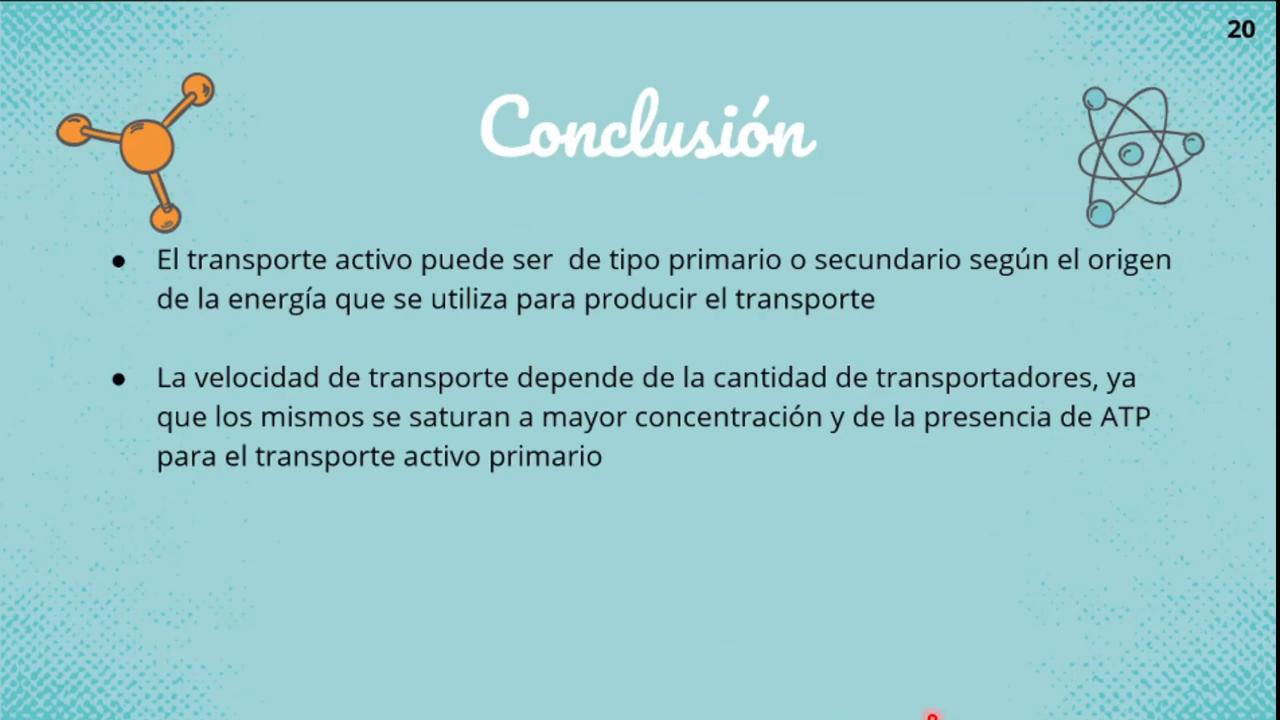 20
Conclusión
● El transporte activo puede ser  de tipo primario o secundario según el origen
de la energía que se utiliza para producir el transporte
● La velocidad de transporte depende de la cantidad de transportadores, ya
que los mismos se saturan a mayor concentración y de la presencia de ATP
para el transporte activo primario